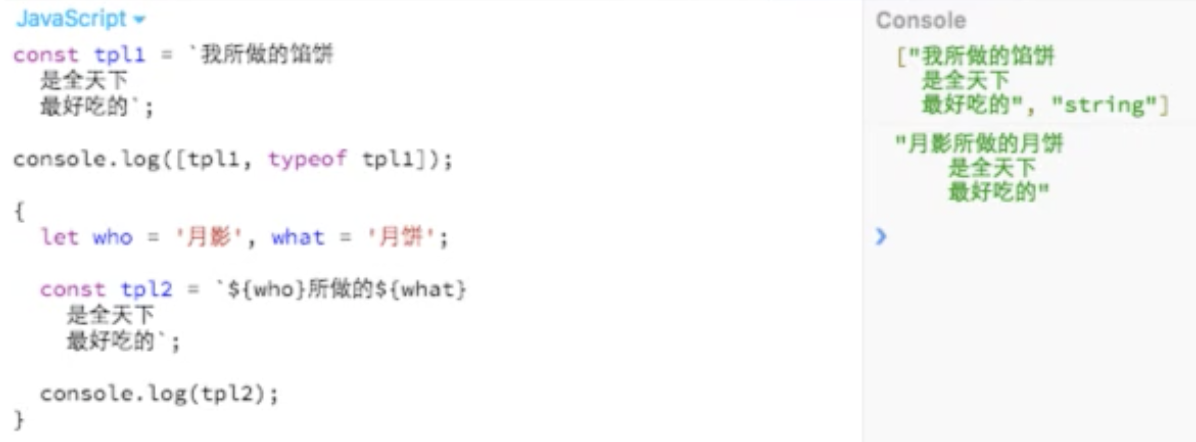 JavaScript
const tpl1 = `我所做的馅饼
  是全天下
  最好吃的`;

console.log([tpl1, typeof tpl1]);

{
  let who = '月影', what = '月饼';

  const tpl2 = `${who}所做的${what}
    是全天下
    最好吃的`;

  console.log(tpl2);
}
Console
["我所做的馅饼
  是全天下
  最好吃的", "string"]
"月影所做的月饼
    是全天下
    最好吃的"